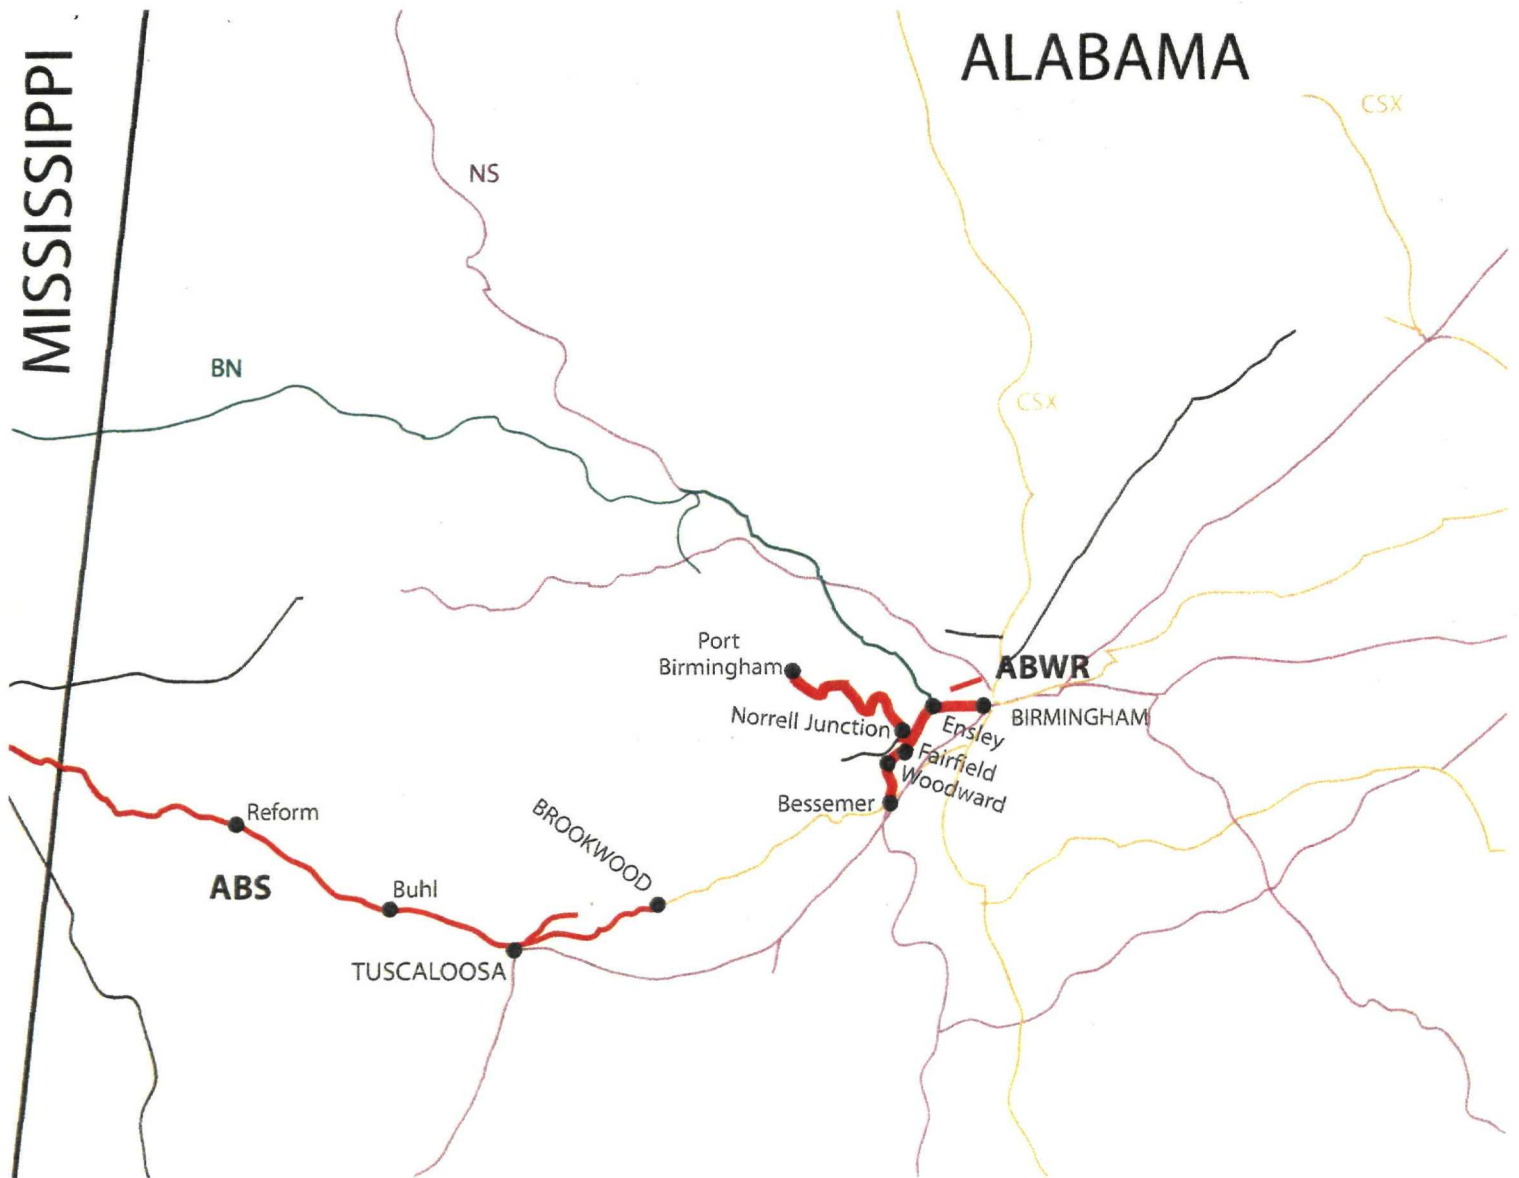 MISSISSIPPI
ALABAMA
CSX
NS
BN
CSX
Port
Birmingham
ABWR
Norrell Junction
Ensley
BIRMINGHAM
Fairfield
Woodward
Bessemer
Reform
BROOKWOOD
ABS
Buhl
TUSCALOOSA